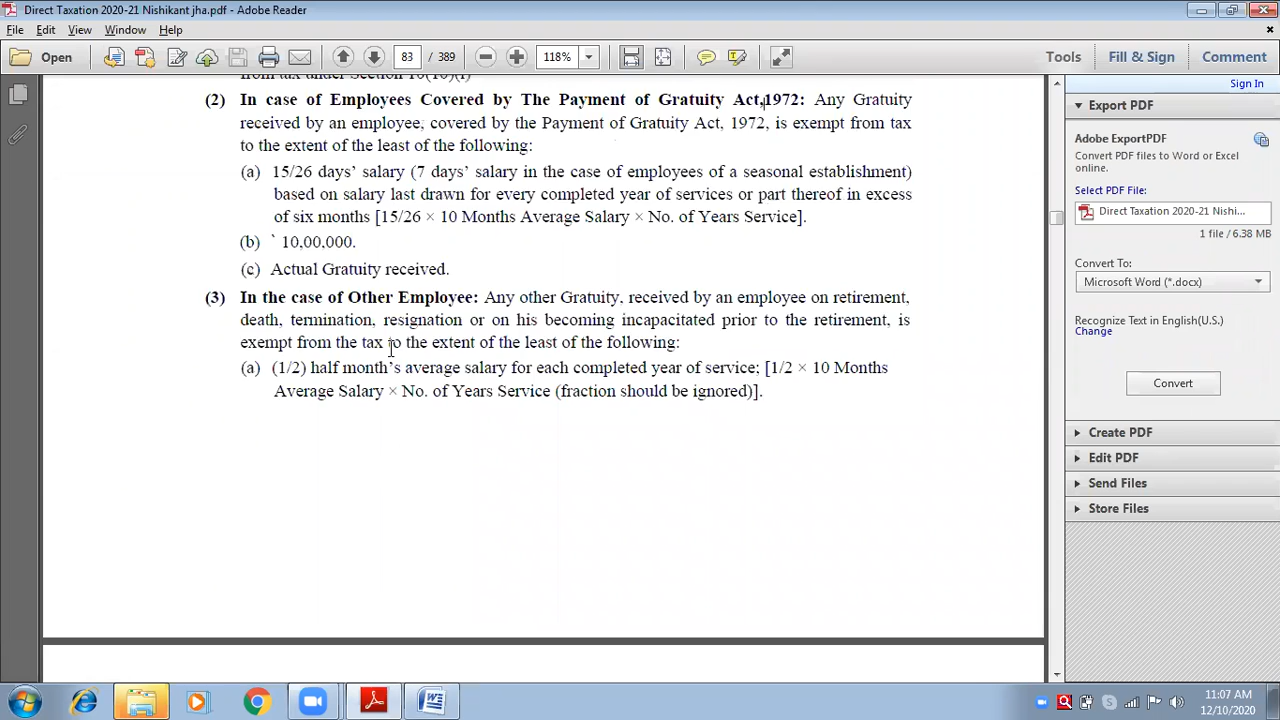 Direct Taxation 2020-21 Nishikant jha.pdf - Adobe Reader
File Edit View Window Help
Open 83 / 389 118% Tools Fill & Sign Comment
from tax under Section 10(10)(i)
(2) In case of Employees Covered by The Payment of Gratuity Act,1972: Any Gratuity
received by an employee, covered by the Payment of Gratuity Act, 1972, is exempt from tax
to the extent of the least of the following:
(a) 15/26 days’ salary (7 days’ salary in the case of employees of a seasonal establishment)
based on salary last drawn for every completed year of services or part thereof in excess
of six months [15/26 × 10 Months Average Salary × No. of Years Service].
(b) ` 10,00,000.
(c) Actual Gratuity received.
(3) In the case of Other Employee: Any other Gratuity, received by an employee on retirement,
death, termination, resignation or on his becoming incapacitated prior to the retirement, is
exempt from the tax to the extent of the least of the following:
(a) (1/2) half month’s average salary for each completed year of service; [1/2 × 10 Months
Average Salary × No. of Years Service (fraction should be ignored)].
Sign In
Export PDF
Adobe ExportPDF
Convert PDF files to Word or Excel
online.
Select PDF File:
Direct Taxation 2020-21 Nishi...
1 file / 6.38 MB
Convert To:
Microsoft Word (*.docx)
Recognize Text in English(U.S.)
Change
Convert
Create PDF
Edit PDF
Send Files
Store Files
11:07 AM
12/10/2020